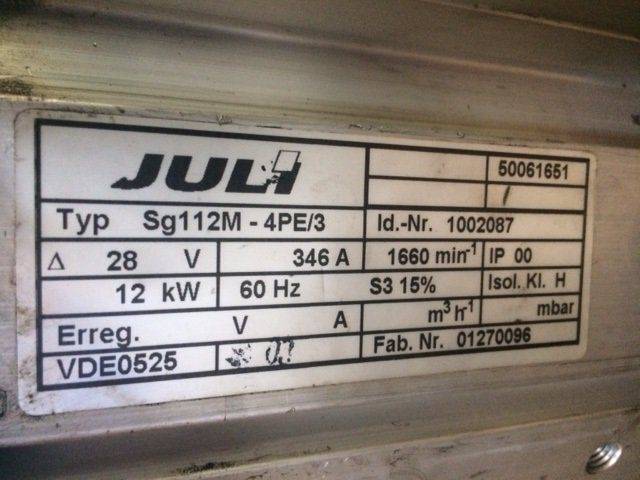 JULI
50061651
Typ Sg112M - 4PE/3 Id.-Nr. 1002087
Δ 28 V 346 A 1660 min-1 IP 00
12 kW 60 Hz S3 15% Isol. Kl. H
Erreg. V A m3 h-1 mbar
VDE0525 Fab. Nr. 01270096